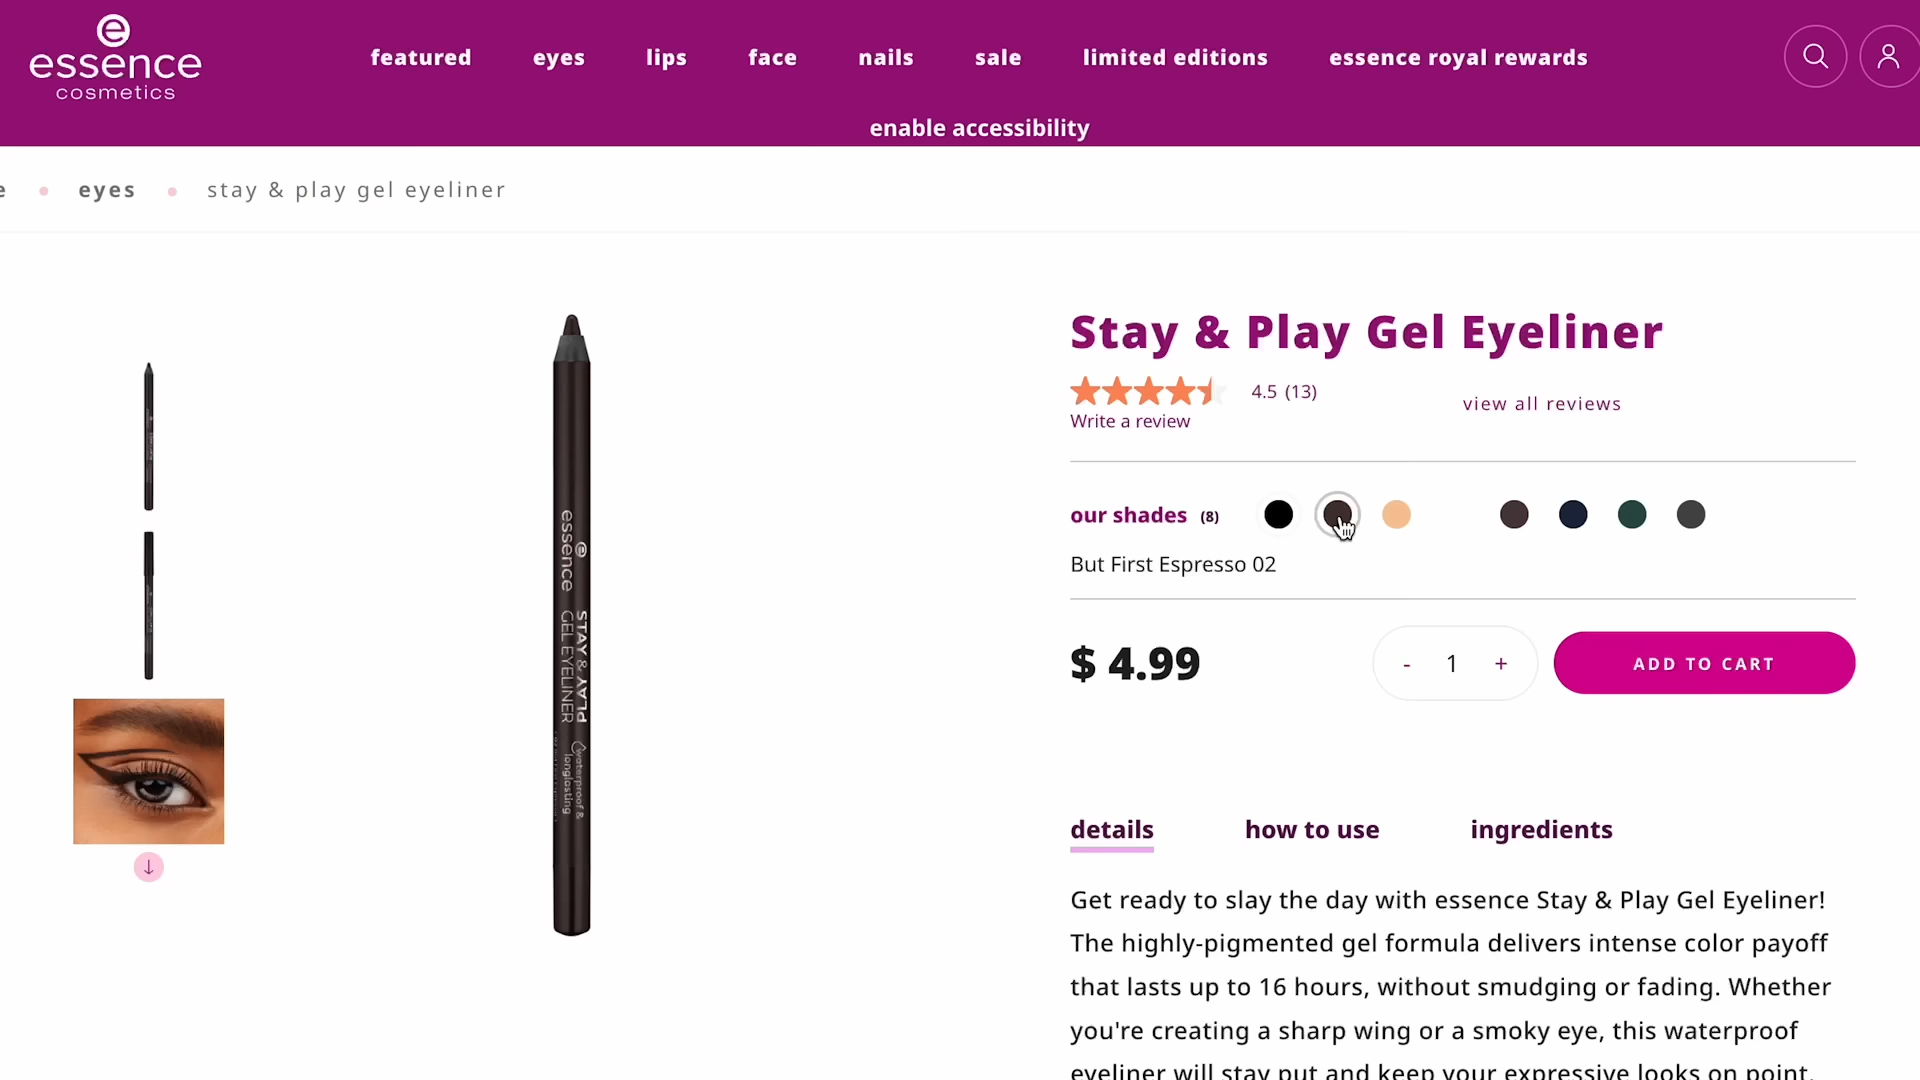 essence
cosmetics
featured
eyes
lips
face
nails
sale
limited editions
essence royal rewards
enable accessibility
e
eyes
stay & play gel eyeliner
essence
STAY & PLAY
GEL EYELINER
waterproof &
longlasting
Stay & Play Gel Eyeliner
4.5 (13)
Write a review
view all reviews
our shades (8)
But First Espresso 02
$ 4.99
- 1 +
ADD TO CART
details
how to use
ingredients
Get ready to slay the day with essence Stay & Play Gel Eyeliner!
The highly-pigmented gel formula delivers intense color payoff
that lasts up to 16 hours, without smudging or fading. Whether
you're creating a sharp wing or a smoky eye, this waterproof
eyeliner will stay put and keep your expressive looks on point.